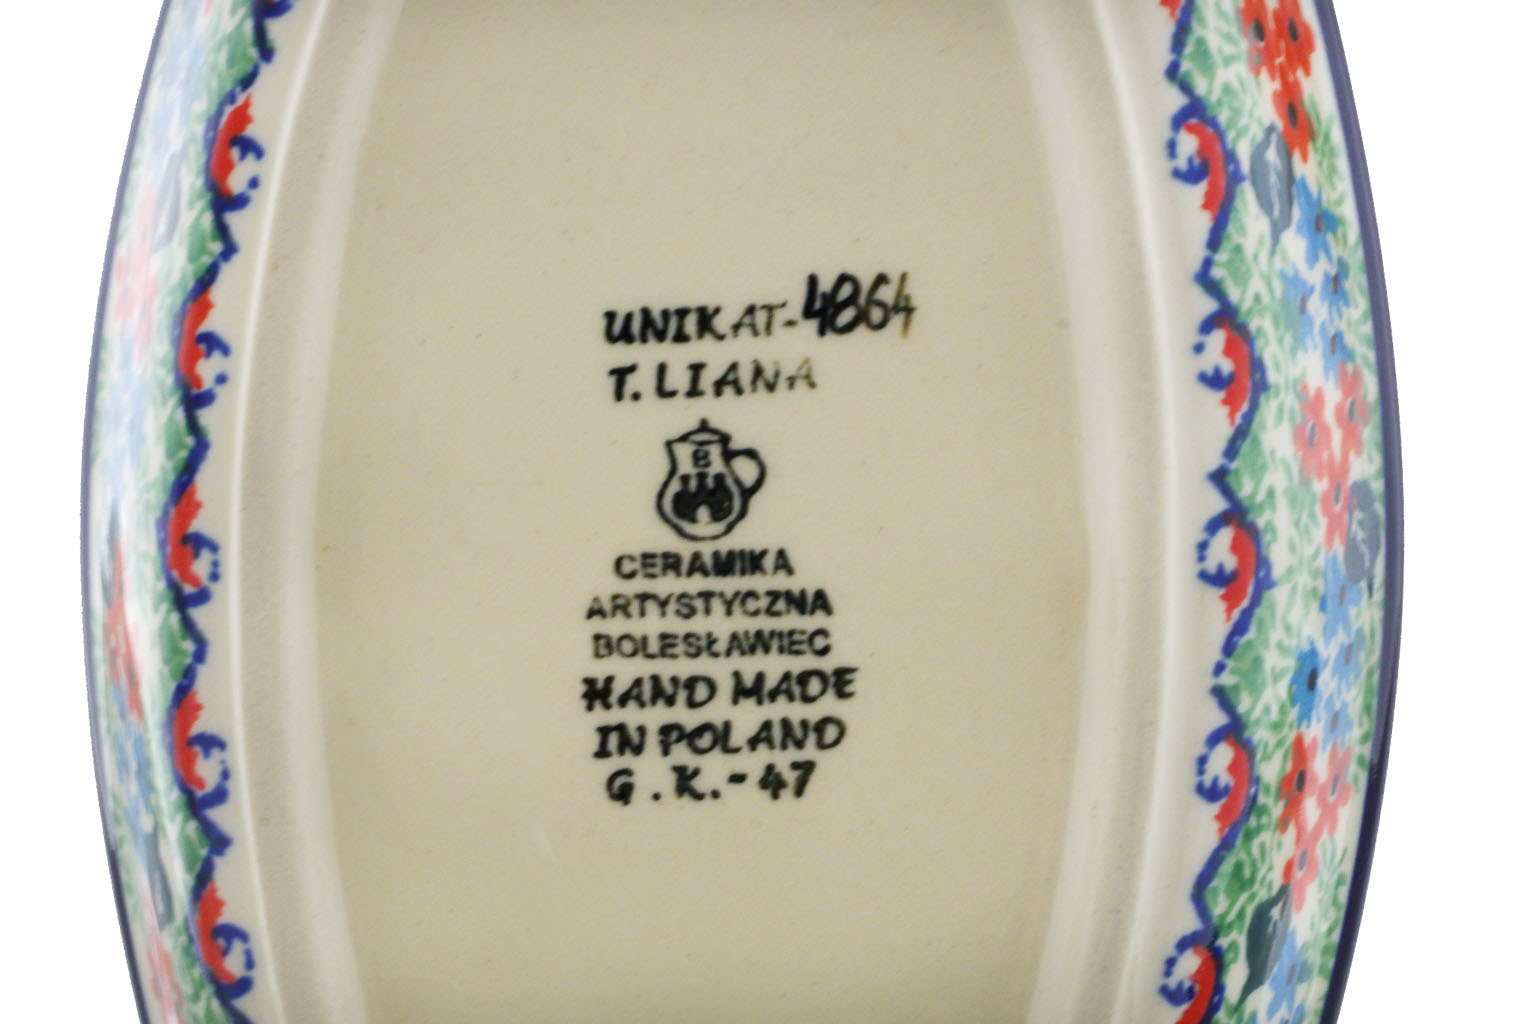 UNIKAT-4864
T. LIANA
B
CERAMIKA
ARTYSTYCZNA
BOLESŁAWIEC
HAND MADE
IN POLAND
G.K.-47